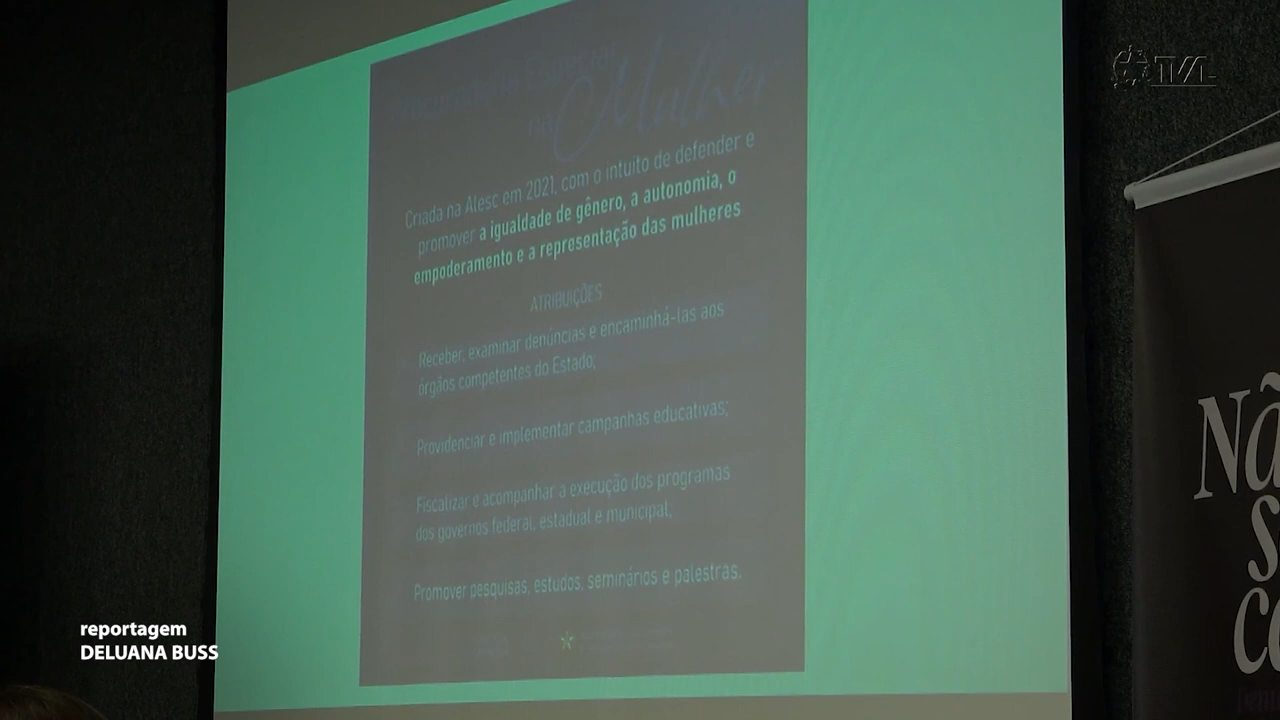 TVAL
da Mulher
Criada na Alesc em 2021, com o intuito de defender e
promover a igualdade de gênero, a autonomia, o
empoderamento e a representação das mulheres
ATRIBUIÇÕES
Receber, examinar denúncias e encaminhá-las aos
órgãos competentes do Estado;
Providenciar e implementar campanhas educativas;
Fiscalizar e acompanhar a execução dos programas
dos governos federal, estadual e municipal;
Promover pesquisas, estudos, seminários e palestras.
reportagem
DELUANA BUSS